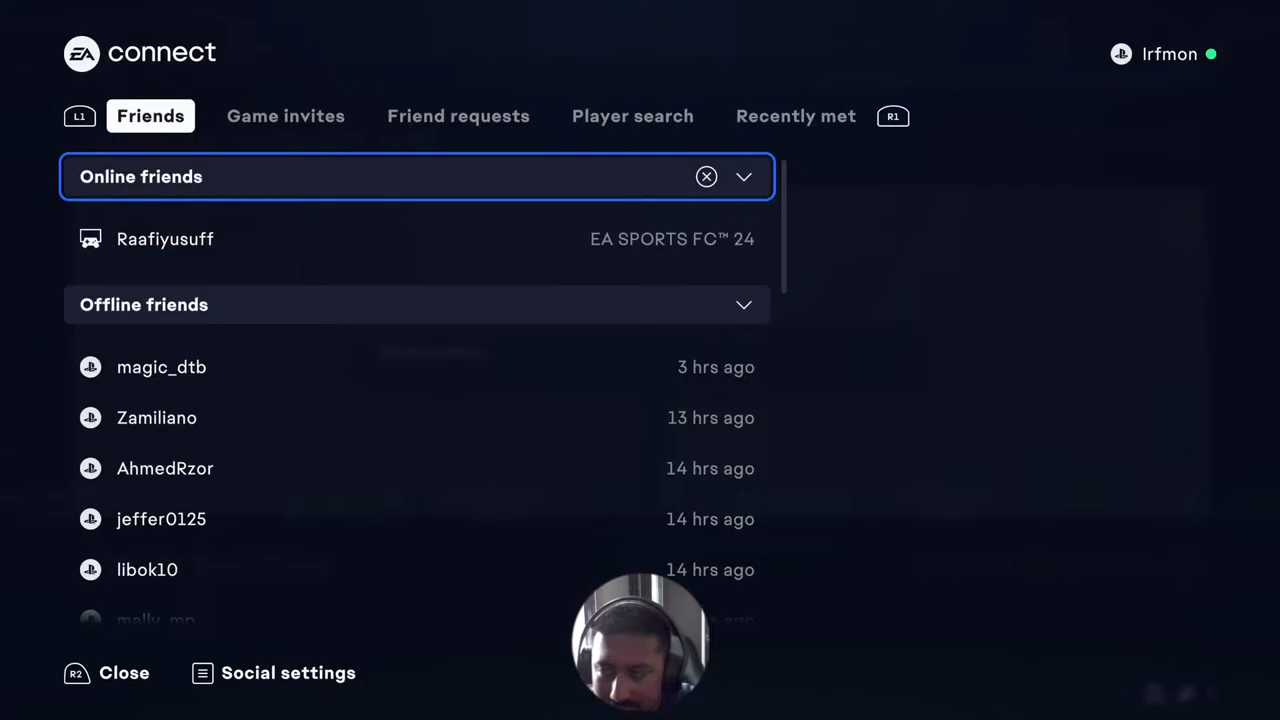 EA connect
Irfmon
L1 Friends Game invites Friend requests Player search Recently met R1
Online friends
Raafiyusuff EA SPORTS FC™ 24
Offline friends
magic_dtb 3 hrs ago
Zamiliano 13 hrs ago
AhmedRzor 14 hrs ago
jeffer0125 14 hrs ago
libok10 14 hrs ago
mally_mp
R2 Close Social settings